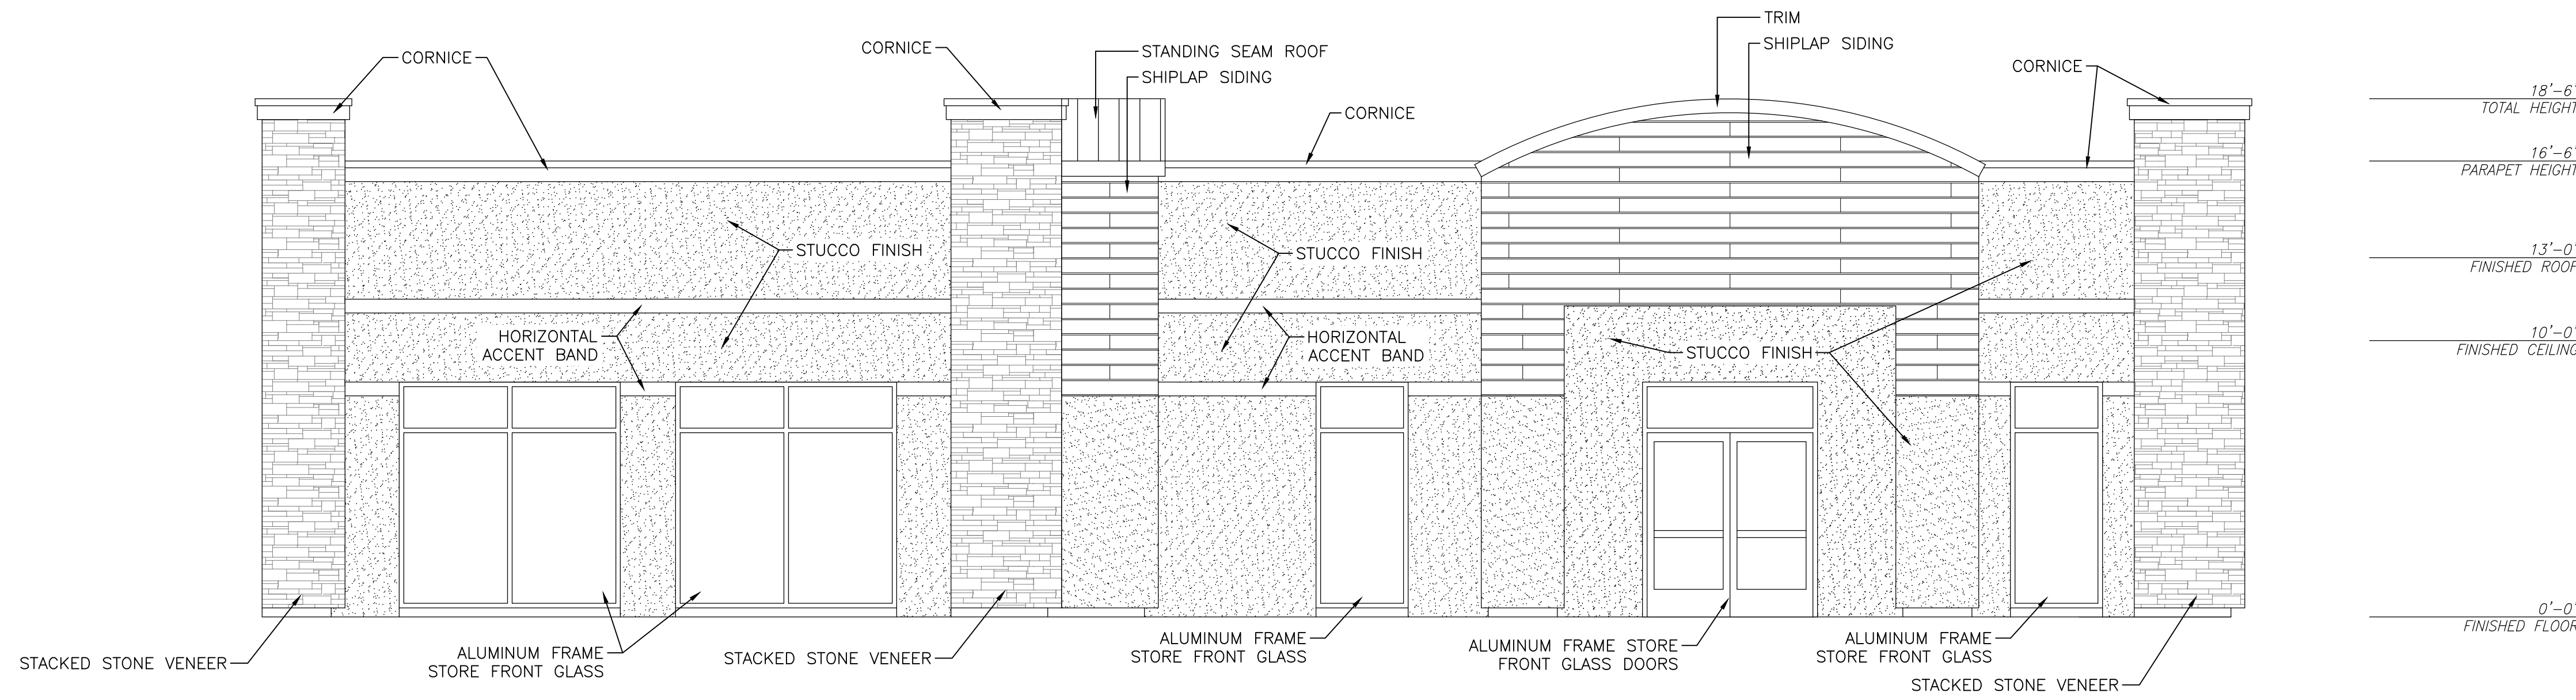 TRIM
SHIPLAP SIDING
CORNICE
STANDING SEAM ROOF
CORNICE
CORNICE
SHIPLAP SIDING
18'-6"
TOTAL HEIGHT
CORNICE
16'-6"
PARAPET HEIGHT
STUCCO FINISH
STUCCO FINISH
13'-0"
FINISHED ROOF
HORIZONTAL
ACCENT BAND
HORIZONTAL
ACCENT BAND
STUCCO FINISH
10'-0"
FINISHED CEILING
0'-0"
FINISHED FLOOR
STACKED STONE VENEER
ALUMINUM FRAME
STORE FRONT GLASS
STACKED STONE VENEER
ALUMINUM FRAME
STORE FRONT GLASS
ALUMINUM FRAME STORE
FRONT GLASS DOORS
ALUMINUM FRAME
STORE FRONT GLASS
STACKED STONE VENEER